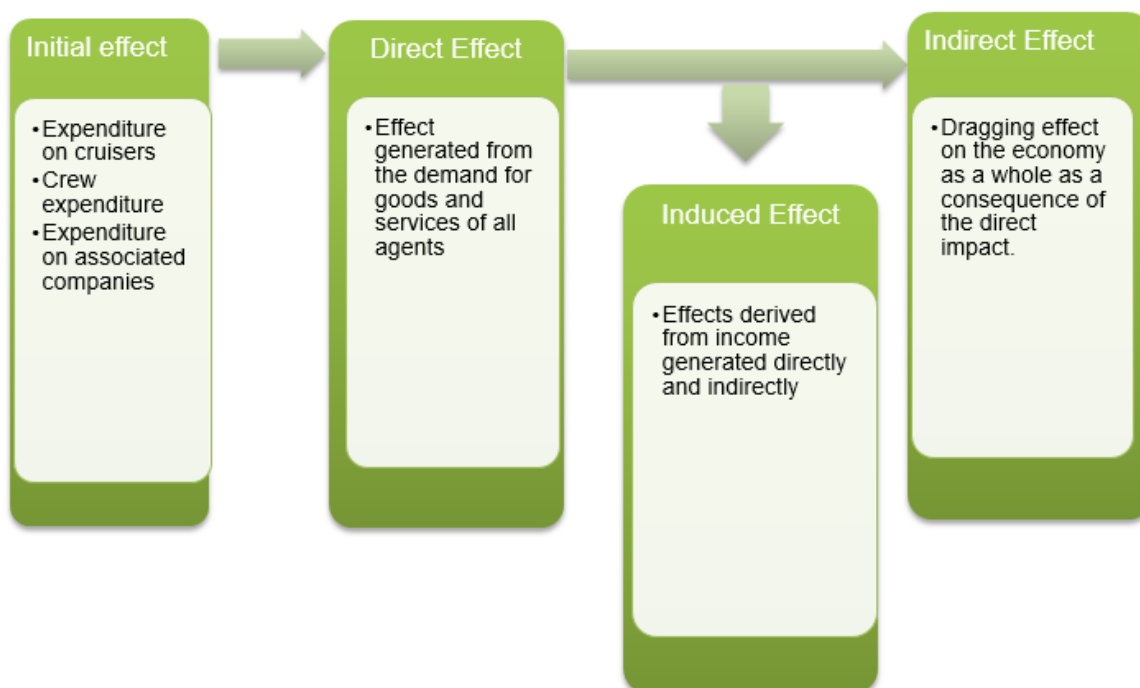 Initial effect
•Expenditure
on cruisers
•Crew
expenditure
•Expenditure
on associated
companies
Direct Effect
•Effect
generated from
the demand for
goods and
services of all
agents
Induced Effect
•Effects derived
from income
generated directly
and indirectly
Indirect Effect
•Dragging effect
on the economy
as a whole as a
consequence of
the direct
impact.